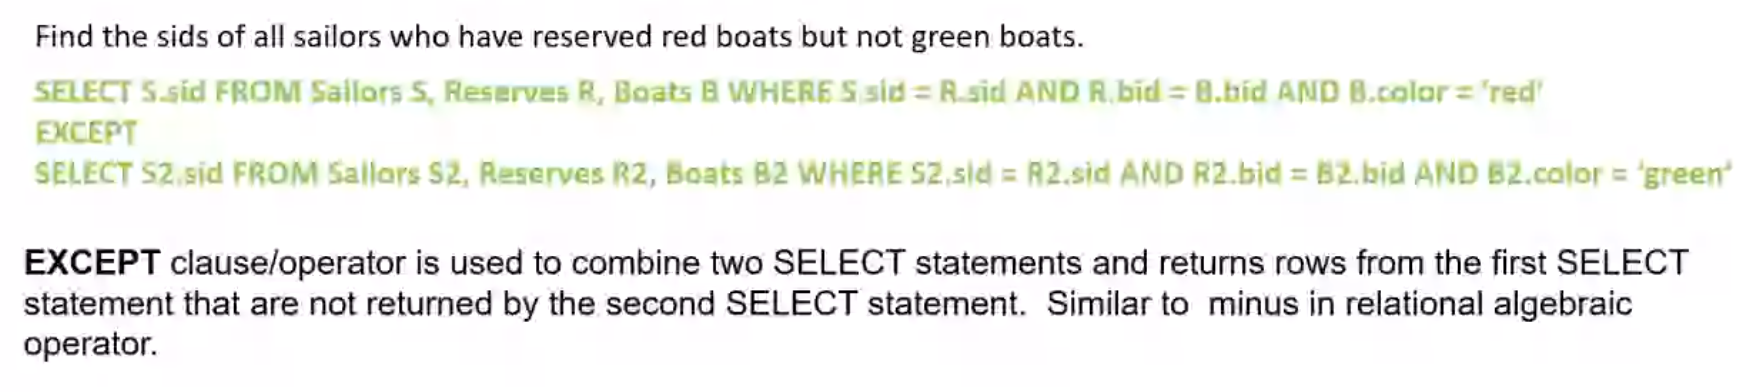 Find the sids of all sailors who have reserved red boats but not green boats.
SELECT S.sid FROM Sailors S, Reserves R, Boats B WHERE S.sid = R.sid AND R.bid = B.bid AND B.color = 'red'
EXCEPT
SELECT S2.sid FROM Sailors S2, Reserves R2, Boats B2 WHERE S2.sid = R2.sid AND R2.bid = B2.bid AND B2.color = 'green'
EXCEPT clause/operator is used to combine two SELECT statements and returns rows from the first SELECT
statement that are not returned by the second SELECT statement.  Similar to  minus in relational algebraic
operator.